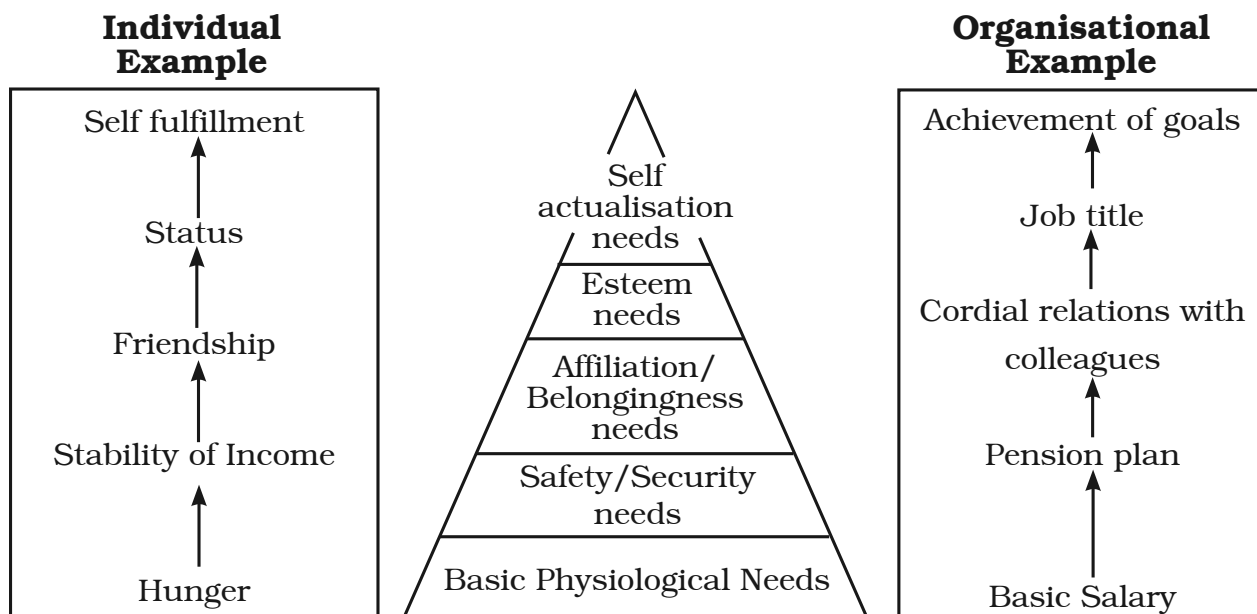 Individual
Example
Self fulfillment
Status
Friendship
Stability of Income
Hunger
Self
actualisation
needs
Esteem
needs
Affiliation/
Belongingness
needs
Safety/Security
needs
Basic Physiological Needs
Organisational
Example
Achievement of goals
Job title
Cordial relations with
colleagues
Pension plan
Basic Salary